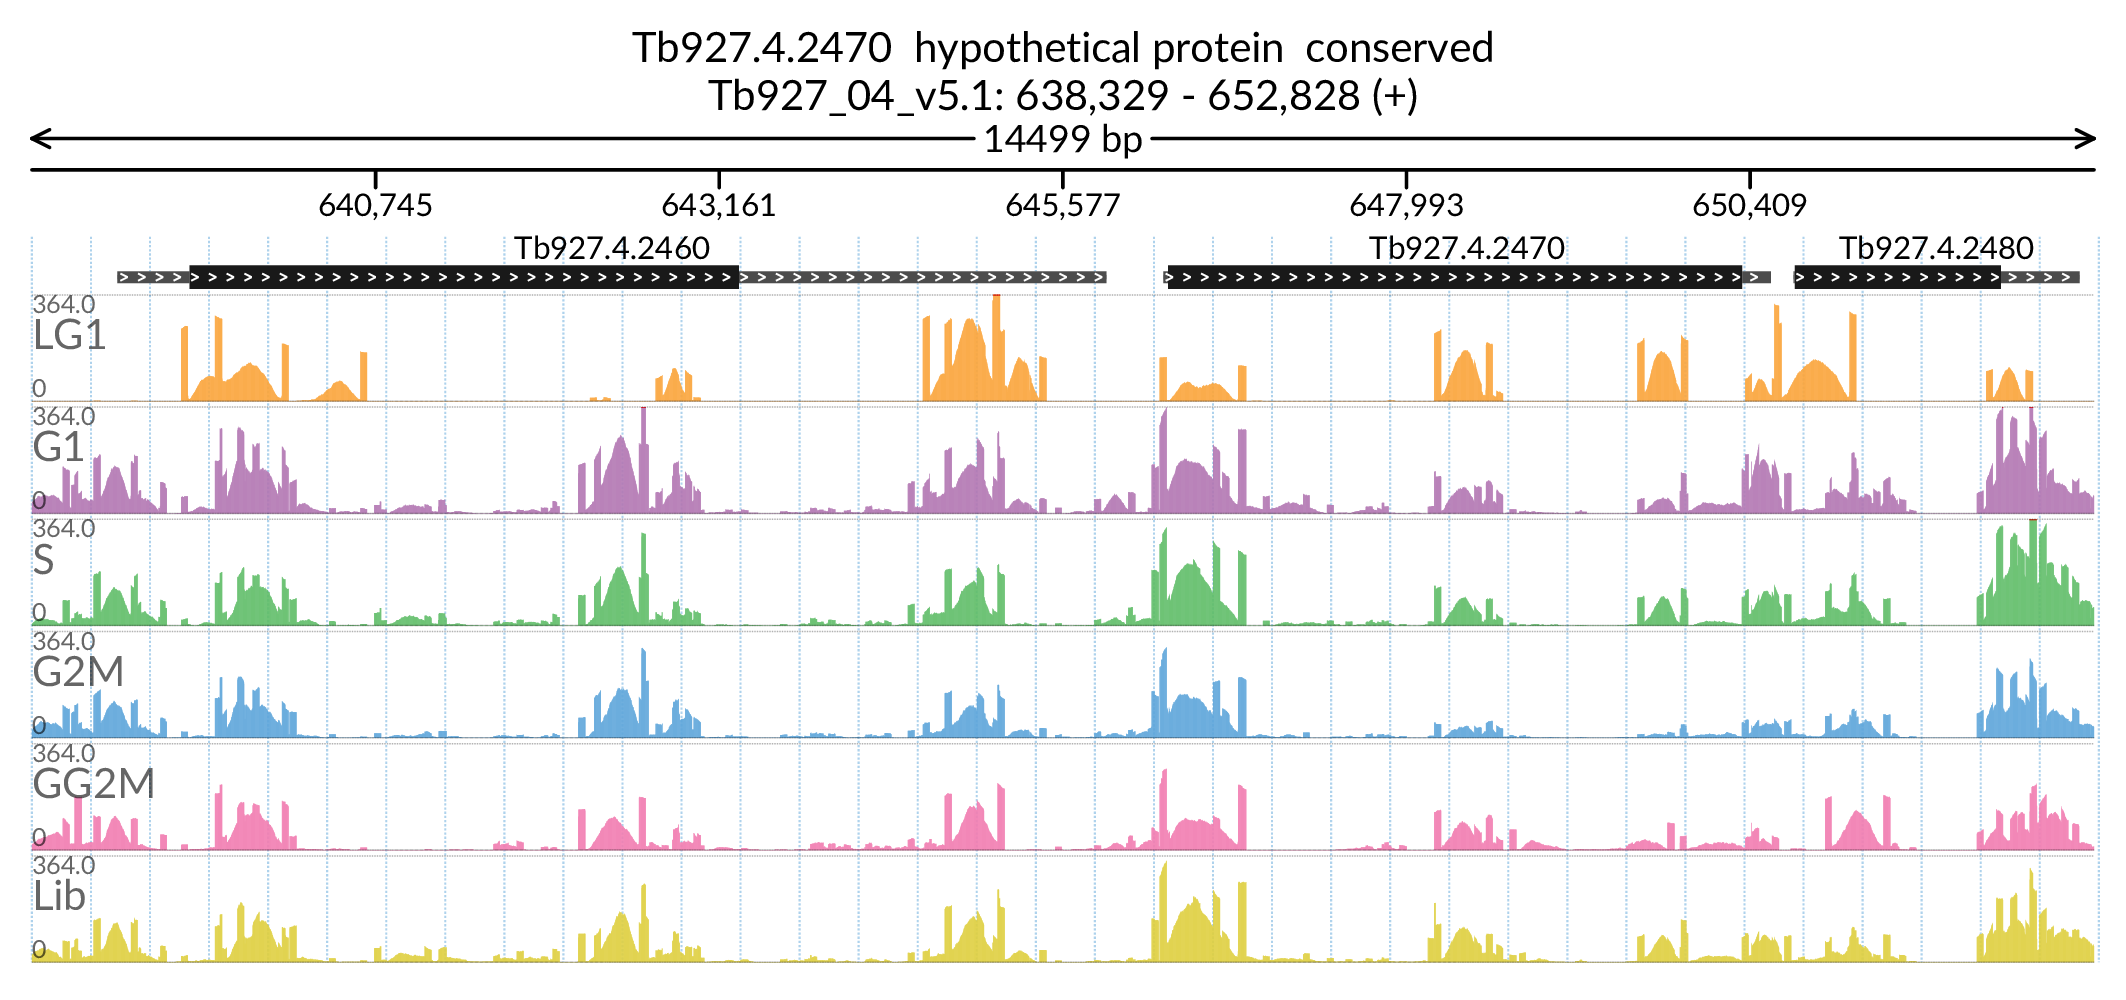 Tb927.4.2470  hypothetical protein  conserved
Tb927_04_v5.1: 638,329 - 652,828 (+)
14499 bp
640,745 643,161 645,577 647,993 650,409
Tb927.4.2460 Tb927.4.2470 Tb927.4.2480
364.0
LG1
0
364.0
G1
0
364.0
S
0
364.0
G2M
0
364.0
GG2M
0
364.0
Lib
0